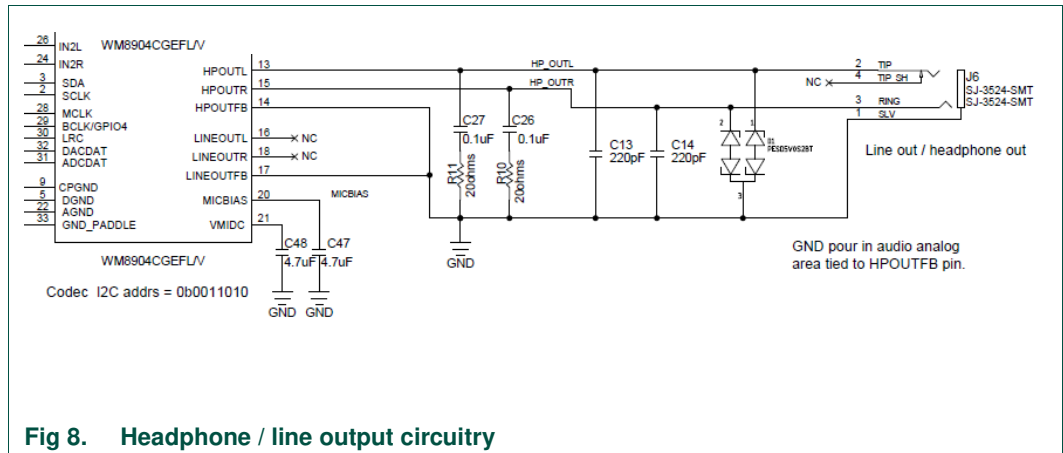 26 IN2L WM8904CGEFL/V
24 IN2R
HPOUTL 13 HP_OUTL 2 TIP
4 TIP_SH
NC
J6
SJ-3524-SMT
SJ-3524-SMT
3 SDA
2 SCLK
HPOUTR 15 HP_OUTR
HPOUTFB 14
3 RING
1 SLV
28 MCLK
29 BCLK/GPIO4
30 LRC
32 DACDAT
31 ADCDAT
LINEOUTL 16 NC
LINEOUTR 18 NC
LINEOUTFB 17
C27
0.1uF
C26
0.1uF
R11
20ohms
R10
20ohms
C13
220pF
C14
220pF
2
1
D1
PESD5V0S2BT
3
Line out / headphone out
9 CPGND
5 DGND
22 AGND
33 GND_PADDLE
MICBIAS 20 MICBIAS
VMIDC 21
C48
4.7uF
C47
4.7uF
GND
GND
GND
WM8904CGEFL/V
Codec I2C addrs = 0b0011010
GND pour in audio analog
area tied to HPOUTFB pin.
Fig 8. Headphone / line output circuitry